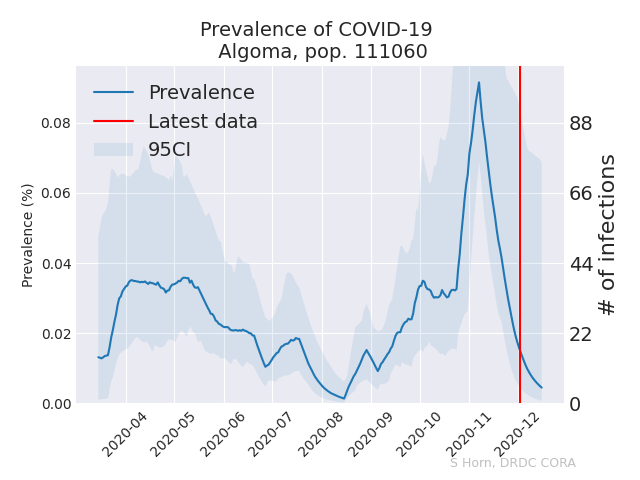 Prevalence of COVID-19
Algoma, pop. 111060
Prevalence
Latest data
95CI
Prevalence (%)
0.08
0.06
0.04
0.02
0.00
88
66
44
22
0
# of infections
2020-04
2020-05
2020-06
2020-07
2020-08
2020-09
2020-10
2020-11
2020-12
S Horn, DRDC CORA